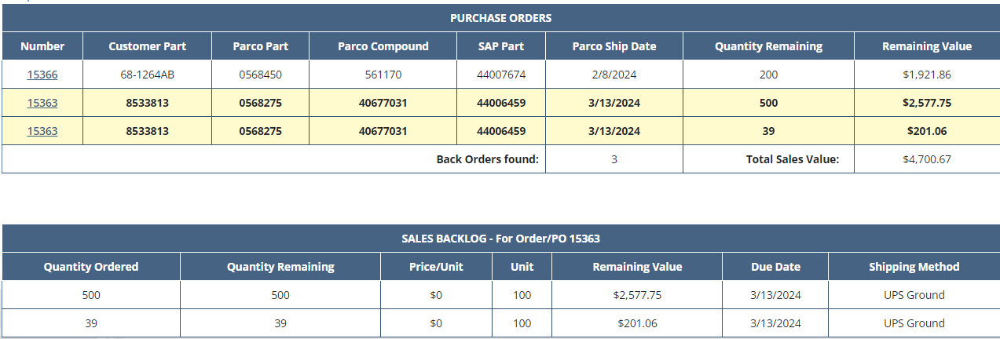 PURCHASE ORDERS
Number Customer Part Parco Part Parco Compound SAP Part Parco Ship Date Quantity Remaining Remaining Value
15366 68-1264AB 0568450 561170 44007674 2/8/2024 200 $1,921.86
15363 8533813 0568275 40677031 44006459 3/13/2024 500 $2,577.75
15363 8533813 0568275 40677031 44006459 3/13/2024 39 $201.06
Back Orders found: 3 Total Sales Value: $4,700.67
SALES BACKLOG - For Order/PO 15363
Quantity Ordered Quantity Remaining Price/Unit Unit Remaining Value Due Date Shipping Method
500 500 $0 100 $2,577.75 3/13/2024 UPS Ground
39 39 $0 100 $201.06 3/13/2024 UPS Ground